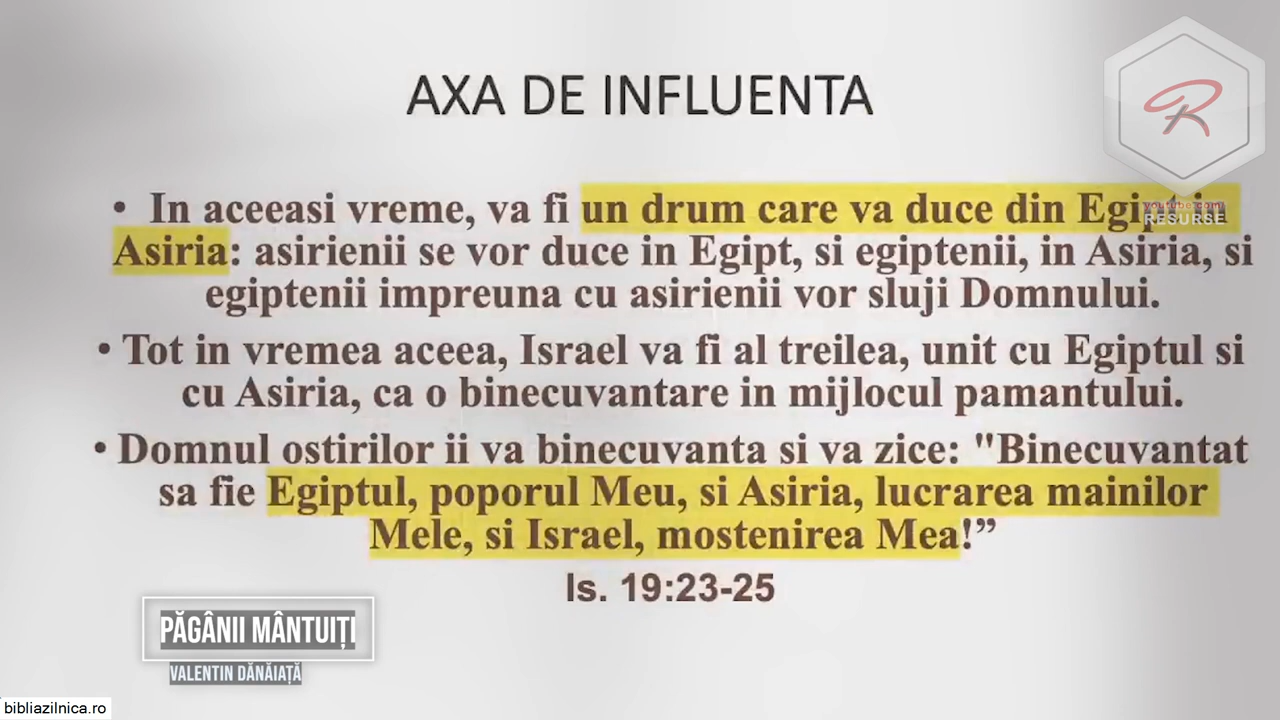 AXA DE INFLUENTA
• In aceeasi vreme, va fi un drum care va duce din
Asiria: asirienii se vor duce in Egipt, si egiptenii, in Asiria, si
egiptenii impreuna cu asirienii vor sluji Domnului.
• Tot in vremea aceea, Israel va fi al treilea, unit cu Egiptul si
cu Asiria, ca o binecuvantare in mijlocul pamantului.
• Domnul ostirilor ii va binecuvanta si va zice: "Binecuvantat
sa fie Egiptul, poporul Meu, si Asiria, lucrarea mainilor
Mele, si Israel, mostenirea Mea!”
Is. 19:23-25
R
youtube.com/
RESURSE
PĂGÂNII MÂNTUIȚI
VALENTIN DĂNĂIAȚĂ
bibliazilnica.ro